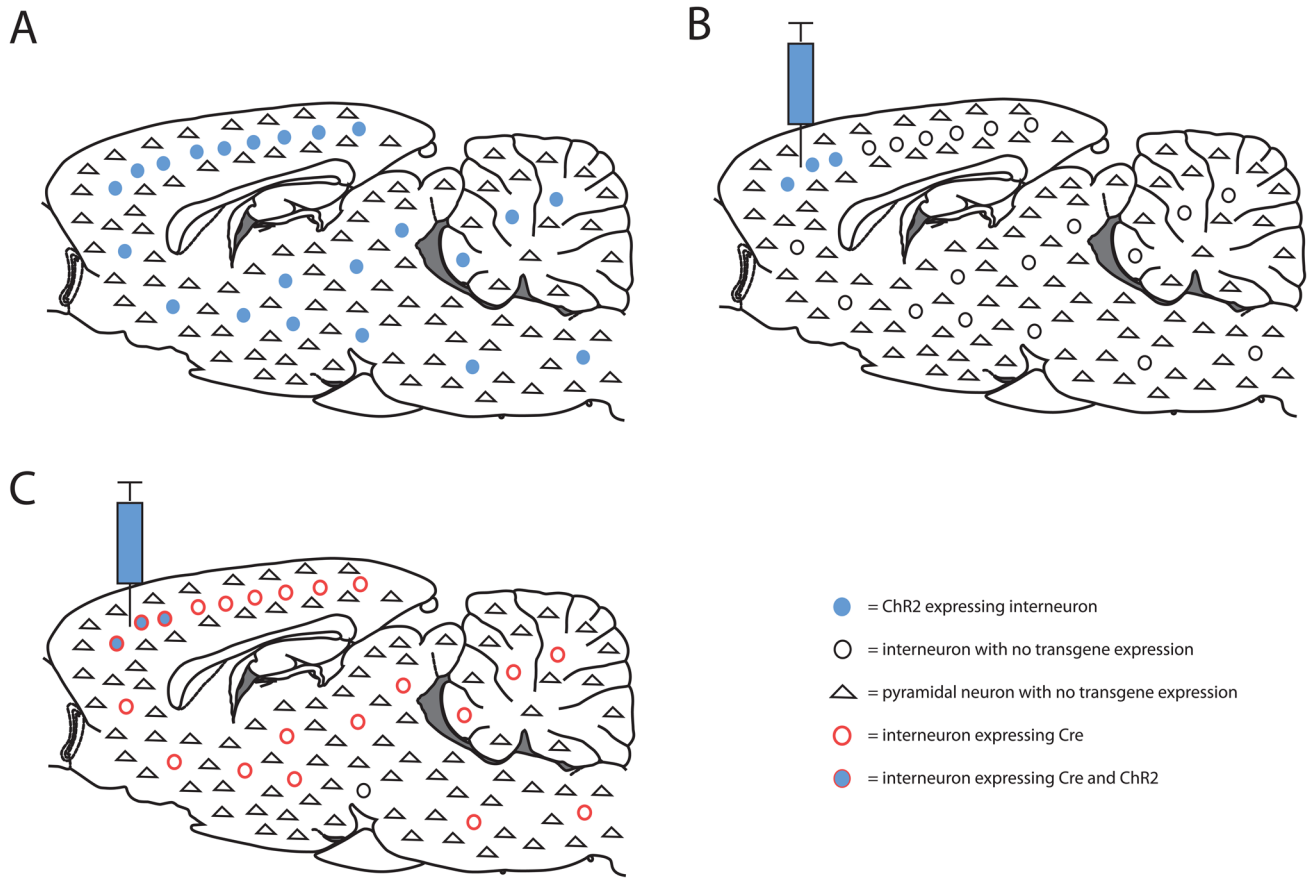 A
B
C
= ChR2 expressing interneuron
= interneuron with no transgene expression
= pyramidal neuron with no transgene expression
= interneuron expressing Cre
= interneuron expressing Cre and ChR2